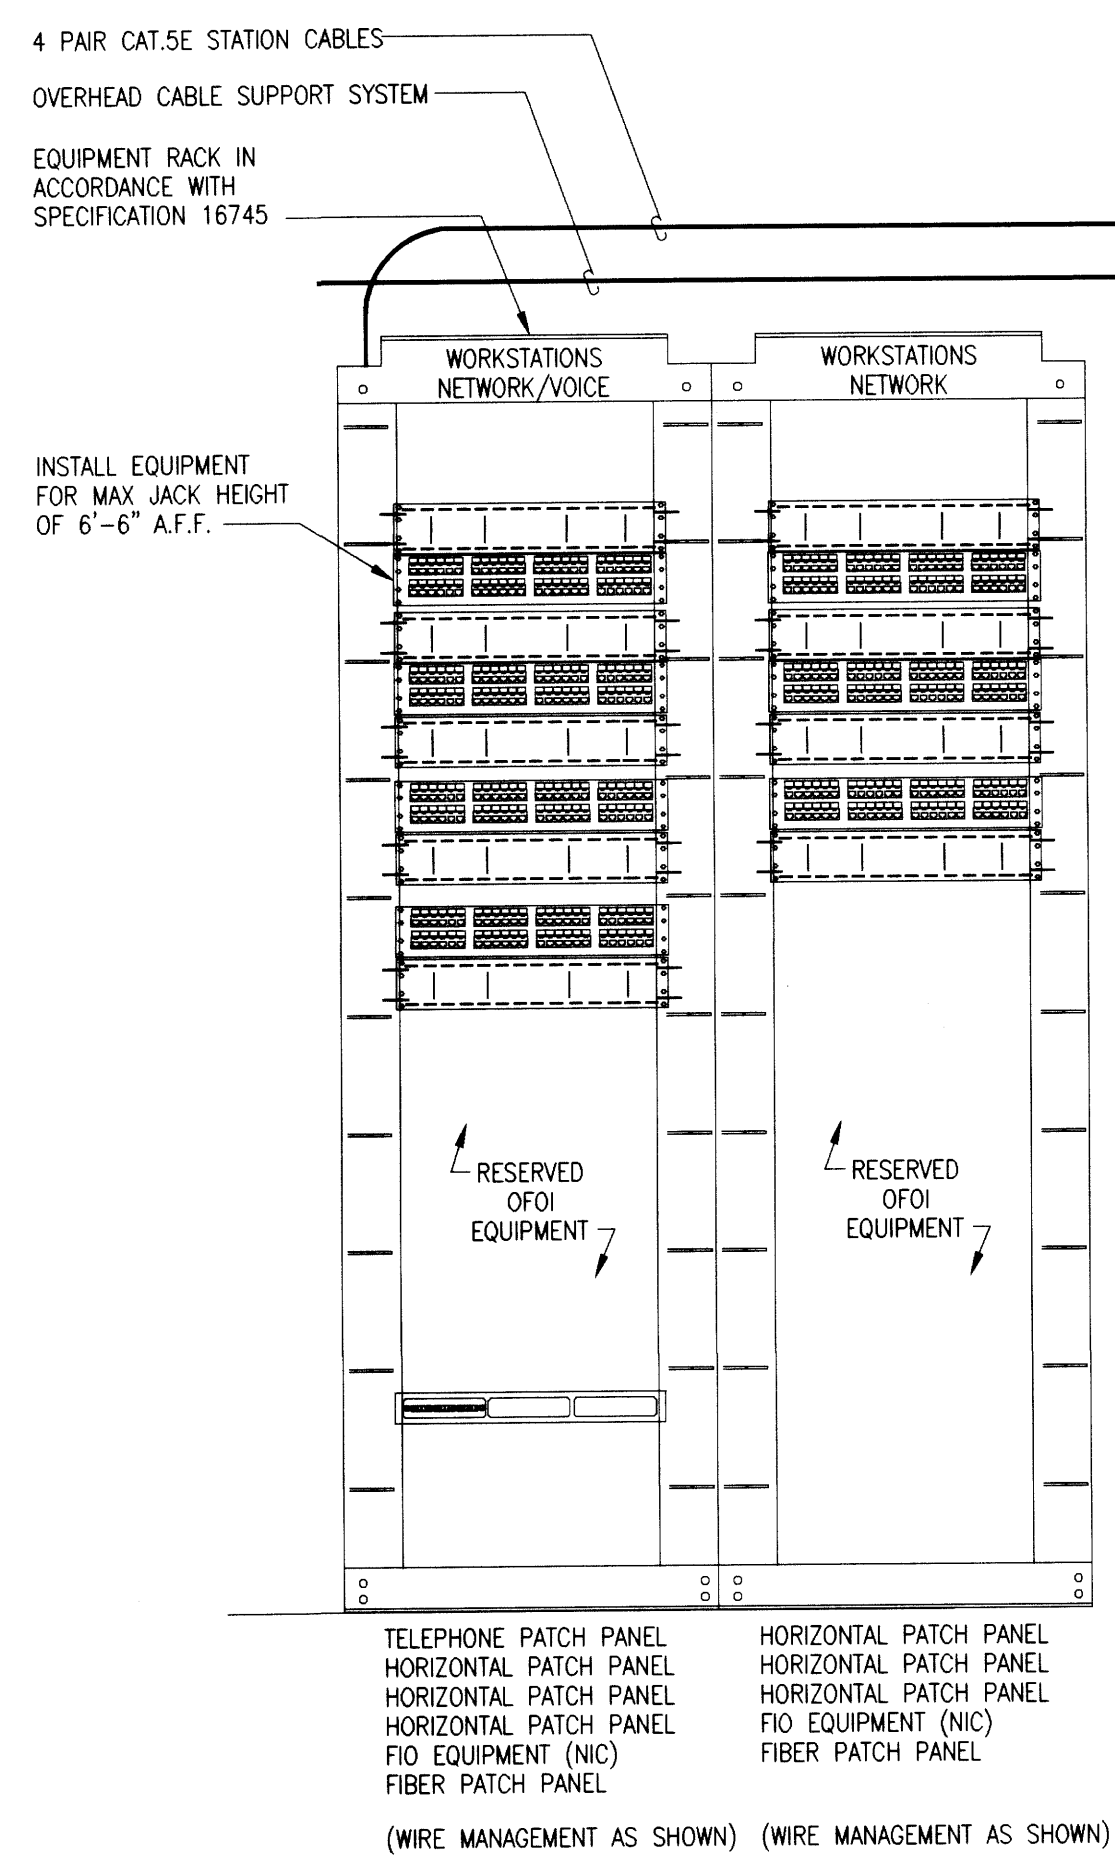 4 PAIR CAT.5E STATION CABLES
OVERHEAD CABLE SUPPORT SYSTEM
EQUIPMENT RACK IN
ACCORDANCE WITH
SPECIFICATION 16745
WORKSTATIONS
NETWORK/VOICE
WORKSTATIONS
NETWORK
INSTALL EQUIPMENT
FOR MAX JACK HEIGHT
OF 6'-6" A.F.F.
RESERVED
OFOI
EQUIPMENT
RESERVED
OFOI
EQUIPMENT
TELEPHONE PATCH PANEL
HORIZONTAL PATCH PANEL
HORIZONTAL PATCH PANEL
HORIZONTAL PATCH PANEL
FIO EQUIPMENT (NIC)
FIBER PATCH PANEL
(WIRE MANAGEMENT AS SHOWN)
HORIZONTAL PATCH PANEL
HORIZONTAL PATCH PANEL
HORIZONTAL PATCH PANEL
FIO EQUIPMENT (NIC)
FIBER PATCH PANEL
(WIRE MANAGEMENT AS SHOWN)